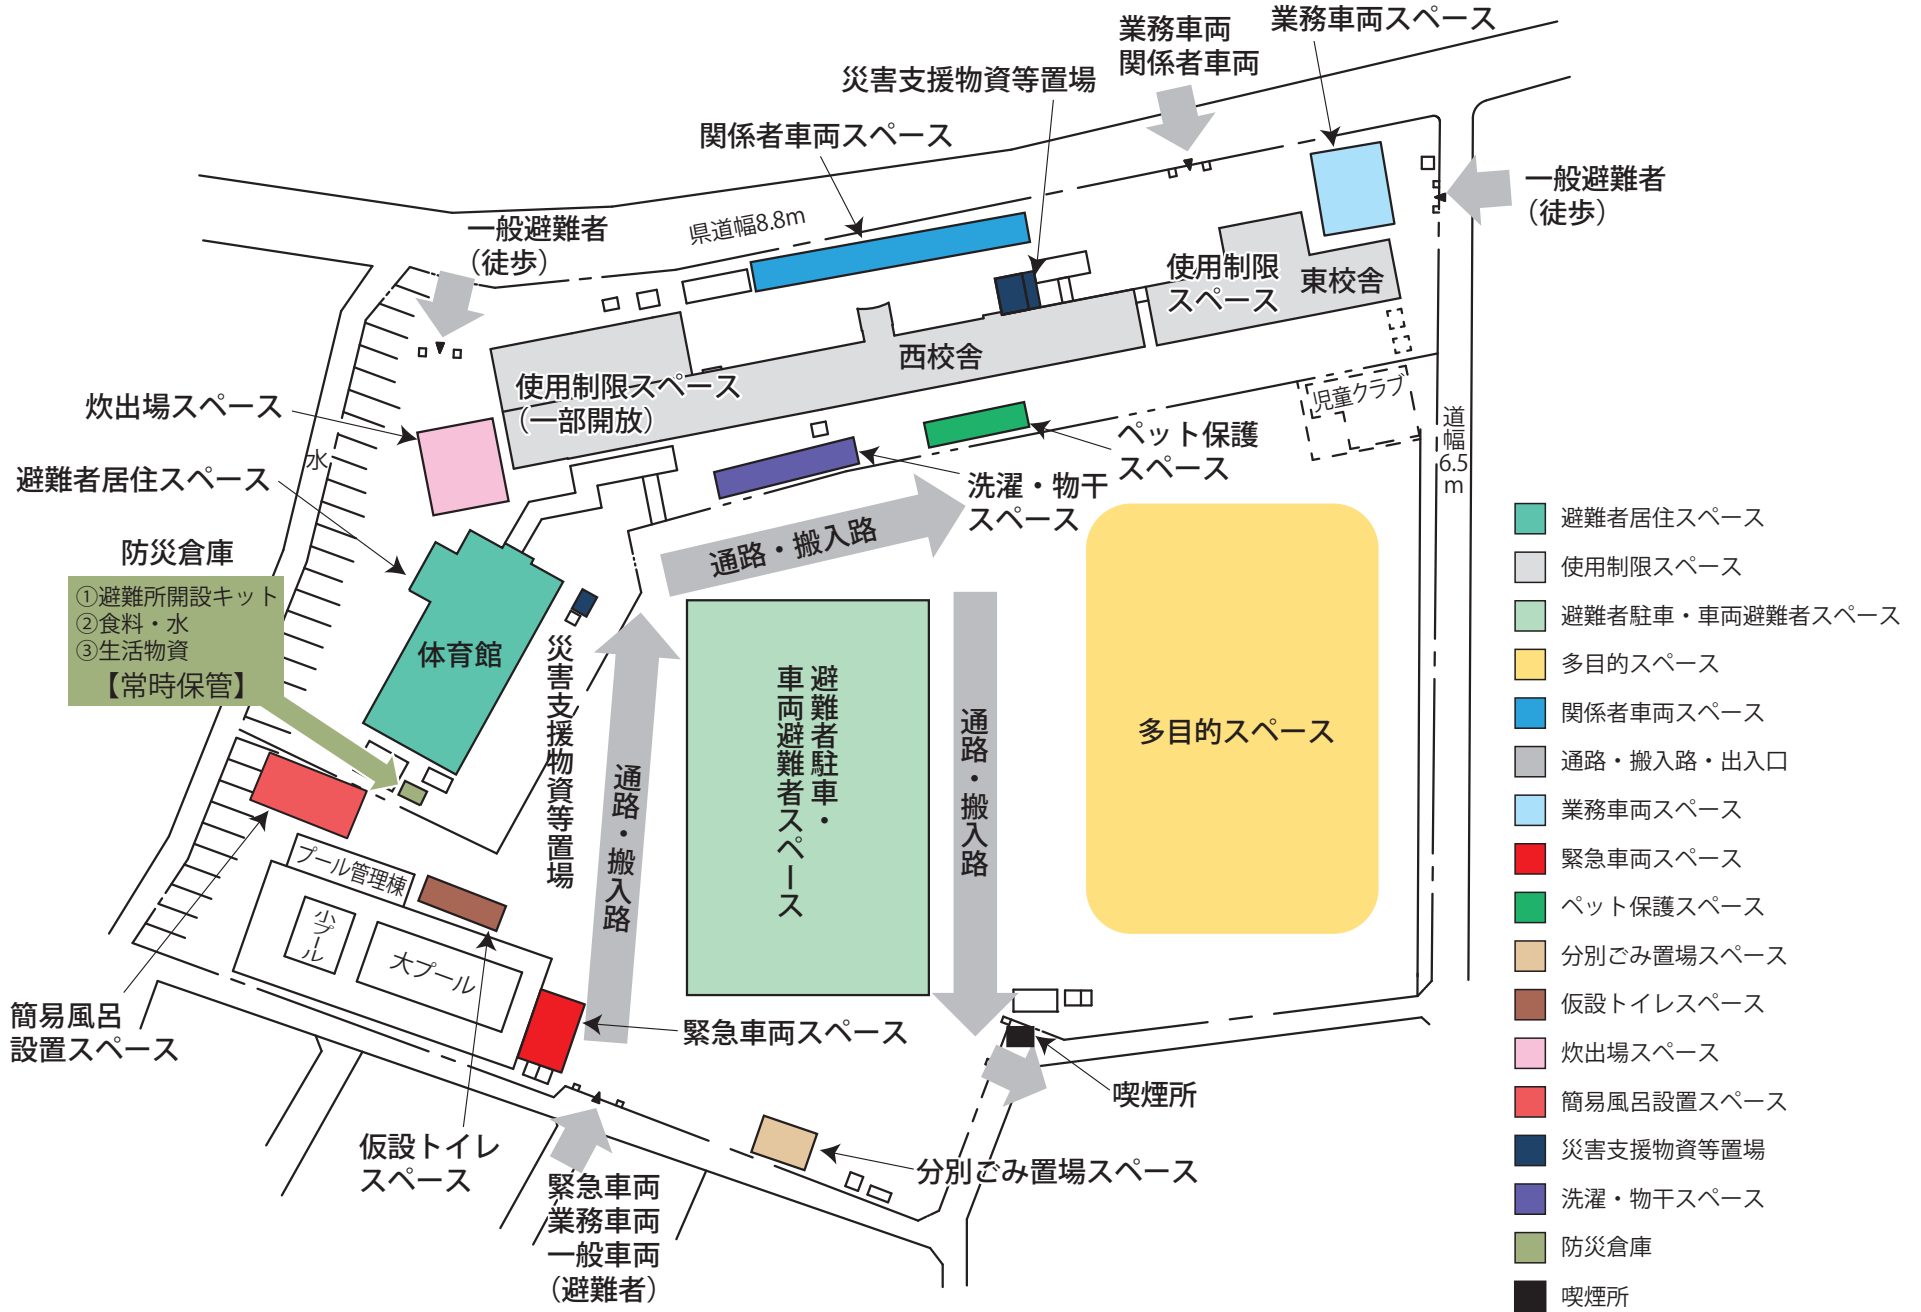 業務車両
関係者車両
業務車両スペース
災害支援物資等置場
関係者車両スペース
一般避難者
（徒歩）
県道幅8.8m
一般避難者
（徒歩）
使用制限
スペース
東校舎
西校舎
使用制限スペース
（一部開放）
炊出場スペース
水
避難者居住スペース
児童クラブ
道幅6.5m
ペット保護
スペース
洗濯・物干
スペース
通路・搬入路
防災倉庫
①避難所開設キット
②食料・水
③生活物資
【常時保管】
体育館
災害支援物資等置場
通路・搬入路
避難者駐車・
車両避難者スペース
通路・搬入路
多目的スペース
プール管理棟
小プール
大プール
簡易風呂
設置スペース
緊急車両スペース
喫煙所
仮設トイレ
スペース
分別ごみ置場スペース
緊急車両
業務車両
一般車両
（避難者）
避難者居住スペース
使用制限スペース
避難者駐車・車両避難者スペース
多目的スペース
関係者車両スペース
通路・搬入路・出入口
業務車両スペース
緊急車両スペース
ペット保護スペース
分別ごみ置場スペース
仮設トイレスペース
炊出場スペース
簡易風呂設置スペース
災害支援物資等置場
洗濯・物干スペース
防災倉庫
喫煙所